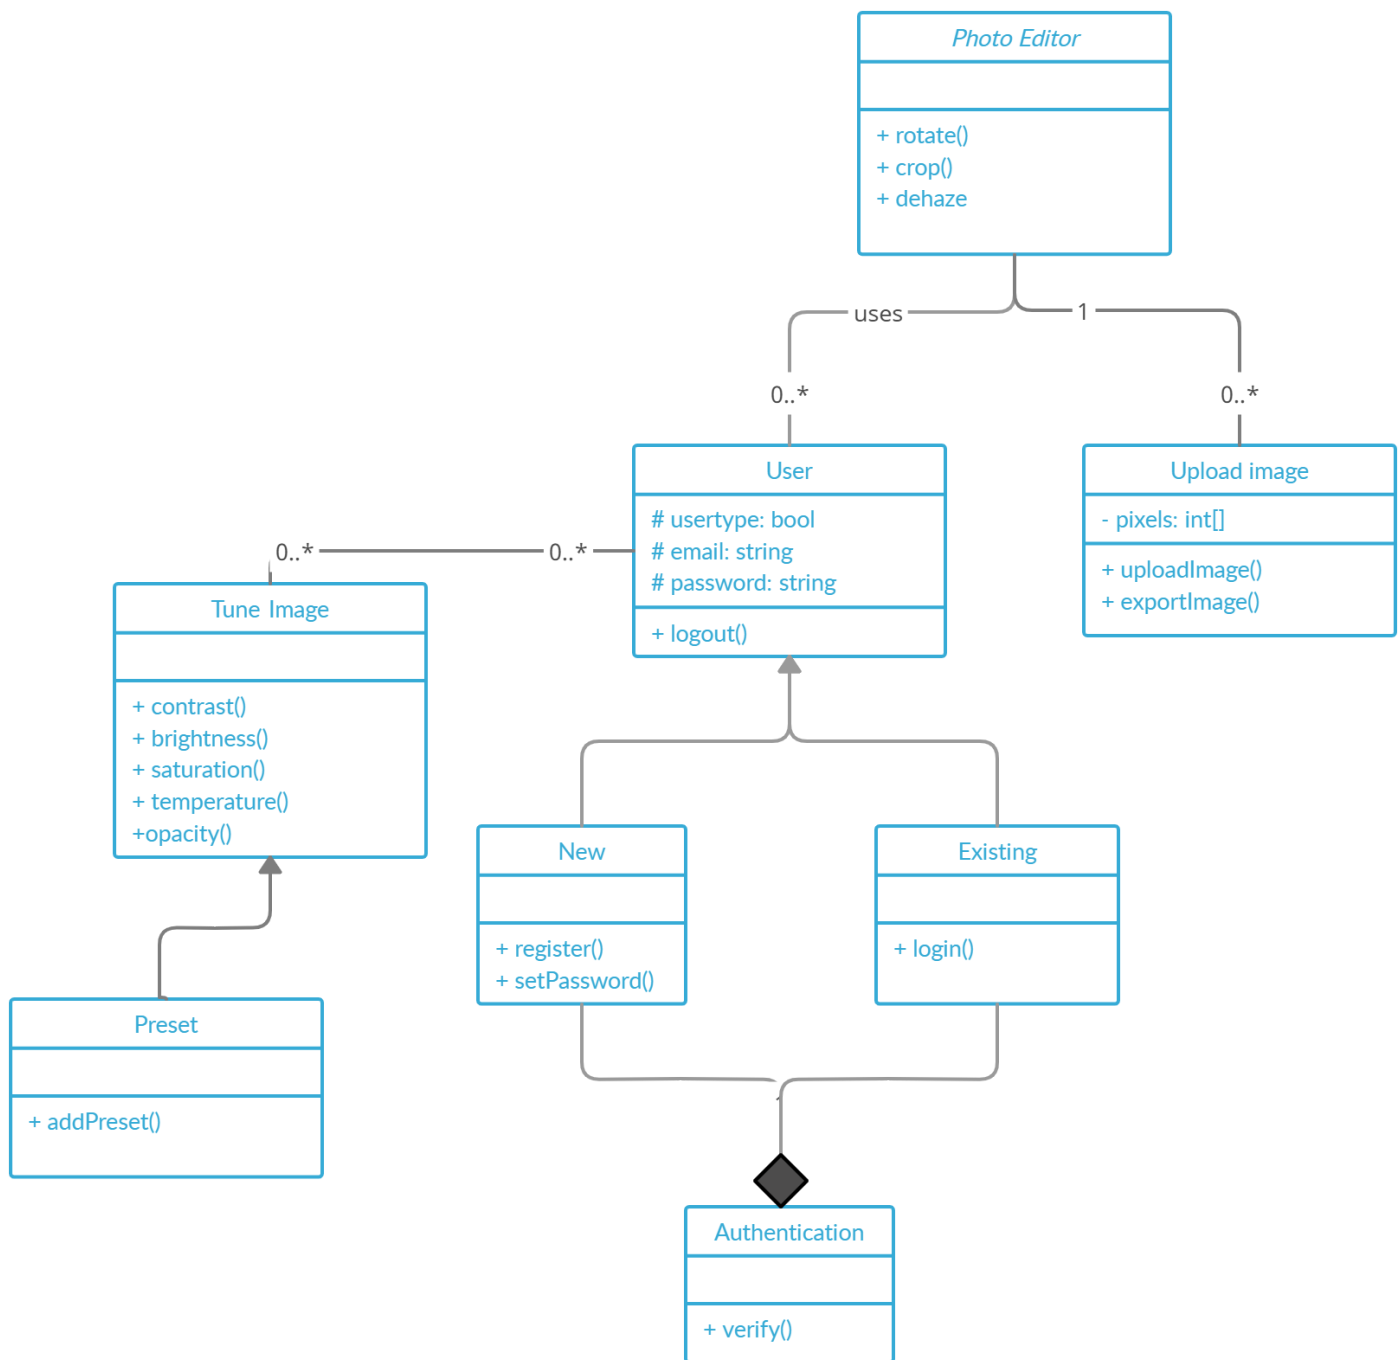 Photo Editor
+ rotate()
+ crop()
+ dehaze
uses
1
0..*
0..*
User
# usertype: bool
# email: string
# password: string
+ logout()
Upload image
- pixels: int[]
+ uploadImage()
+ exportImage()
0..*
0..*
Tune Image
+ contrast()
+ brightness()
+ saturation()
+ temperature()
+opacity()
New
+ register()
+ setPassword()
Existing
+ login()
Preset
+ addPreset()
Authentication
+ verify()